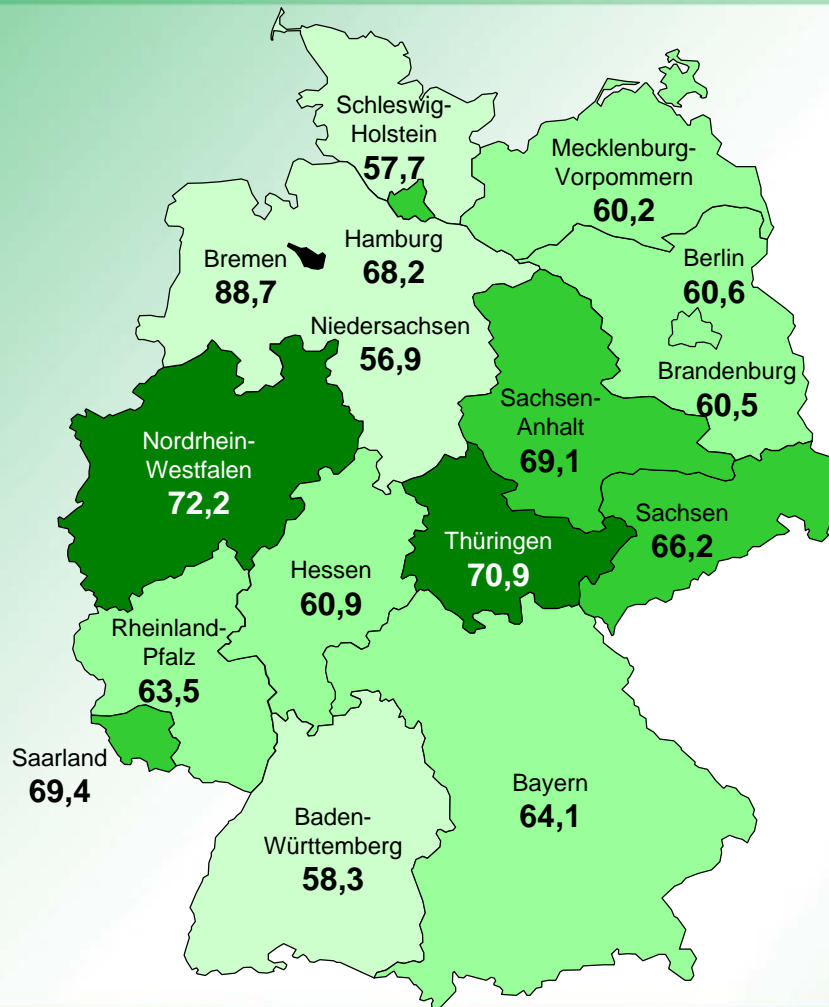 Schleswig-
Holstein
57,7
Mecklenburg-
Vorpommern
60,2
Hamburg
68,2
Bremen
88,7
Berlin
60,6
Niedersachsen
56,9
Brandenburg
60,5
Sachsen-
Anhalt
69,1
Nordrhein-
Westfalen
72,2
Sachsen
66,2
Thüringen
70,9
Hessen
60,9
Rheinland-
Pfalz
63,5
Saarland
69,4
Bayern
64,1
Baden-
Württemberg
58,3